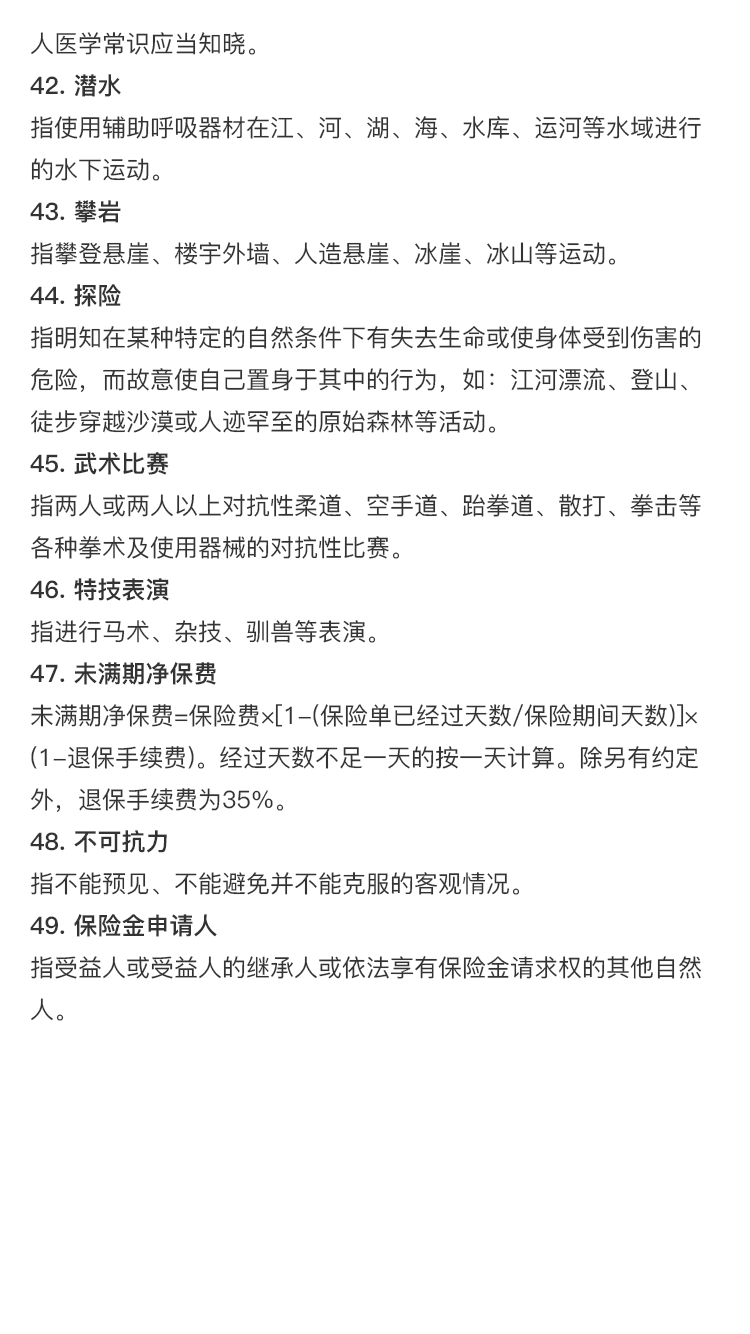 人医学常识应当知晓。
42. 潜水
指使用辅助呼吸器材在江、河、湖、海、水库、运河等水域进行
的水下运动。
43. 攀岩
指攀登悬崖、楼宇外墙、人造悬崖、冰崖、冰山等运动。
44. 探险
指明知在某种特定的自然条件下有失去生命或使身体受到伤害的
危险，而故意使自己置身于其中的行为，如：江河漂流、登山、
徒步穿越沙漠或人迹罕至的原始森林等活动。
45. 武术比赛
指两人或两人以上对抗性柔道、空手道、跆拳道、散打、拳击等
各种拳术及使用器械的对抗性比赛。
46. 特技表演
指进行马术、杂技、驯兽等表演。
47. 未满期净保费
未满期净保费=保险费×[1-(保险单已经过天数/保险期间天数)]×
(1-退保手续费)。经过天数不足一天的按一天计算。除另有约定
外，退保手续费为35%。
48. 不可抗力
指不能预见、不能避免并不能克服的客观情况。
49. 保险金申请人
指受益人或受益人的继承人或依法享有保险金请求权的其他自然
人。